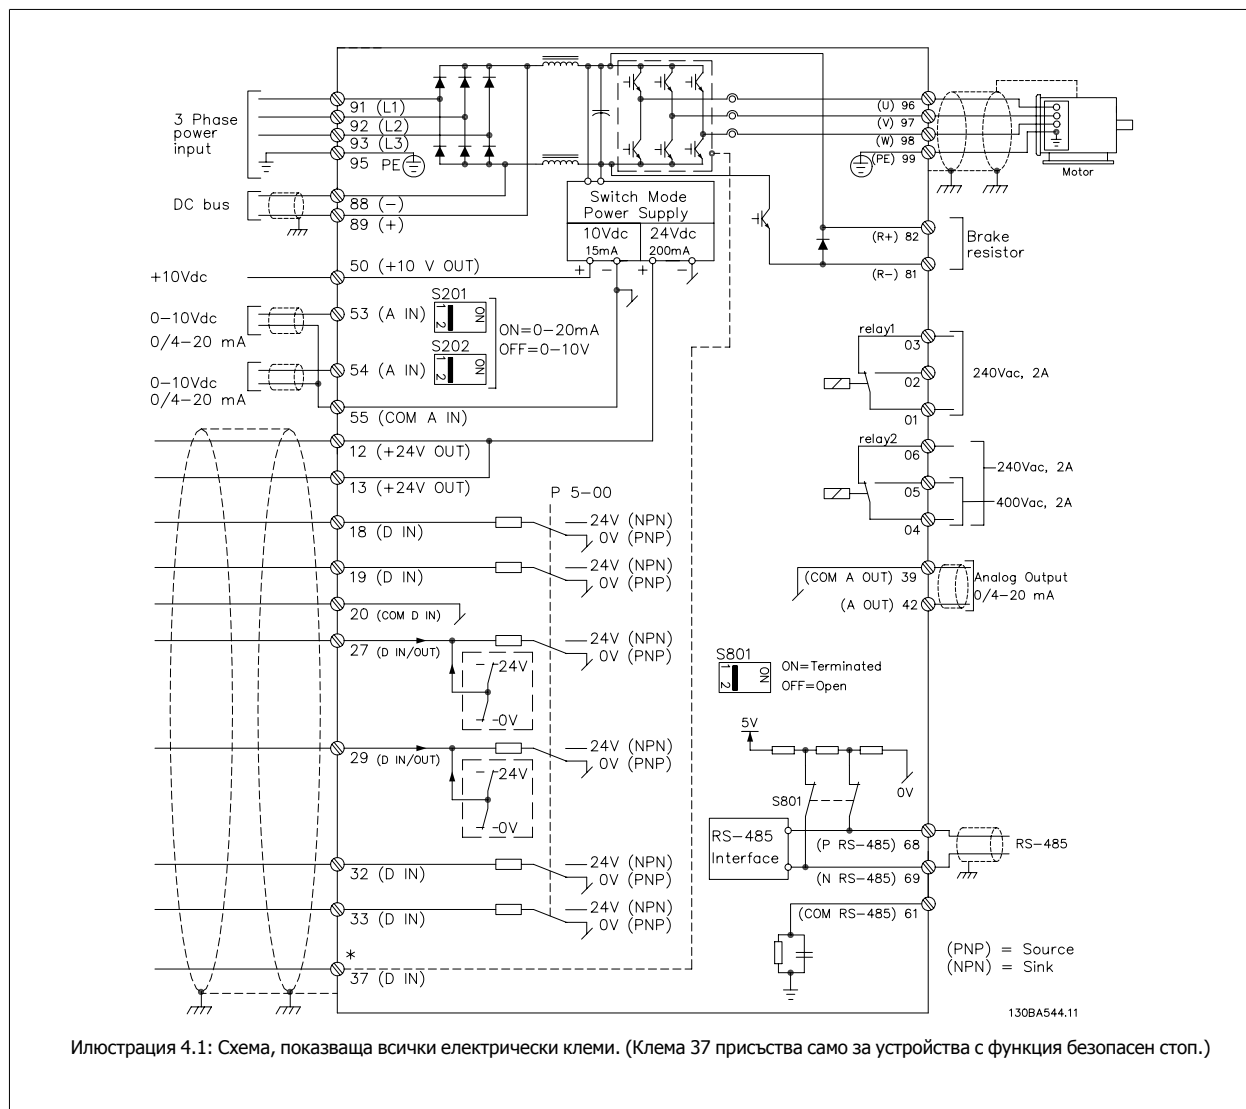 3 Phase
power
input
91 (L1)
92 (L2)
93 (L3)
95 PE
DC bus
88 (−)
89 (+)
+10Vdc
50 (+10 V OUT)
Switch Mode
Power Supply
10Vdc
15mA
24Vdc
200mA
+ − + −
(U) 96
(V) 97
(W) 98
(PE) 99
Motor
(R+) 82
(R−) 81
Brake
resistor
0−10Vdc
0/4−20 mA
53 (A IN)
S201
ON
1 2
ON=0−20mA
OFF=0−10V
S202
ON
1 2
0−10Vdc
0/4−20 mA
54 (A IN)
55 (COM A IN)
12 (+24V OUT)
13 (+24V OUT)
relay1
03
02
01
240Vac, 2A
relay2
06
05
04
240Vac, 2A
400Vac, 2A
P 5−00
18 (D IN)
24V (NPN)
0V (PNP)
19 (D IN)
24V (NPN)
0V (PNP)
20 (COM D IN)
27 (D IN/OUT)
24V (NPN)
0V (PNP)
24V
0V
29 (D IN/OUT)
24V (NPN)
0V (PNP)
24V
0V
32 (D IN)
24V (NPN)
0V (PNP)
33 (D IN)
24V (NPN)
0V (PNP)
*
37 (D IN)
(COM A OUT) 39
(A OUT) 42
Analog Output
0/4−20 mA
S801
ON
1 2
ON=Terminated
OFF=Open
5V
0V
S801
RS−485
Interface
(P RS−485) 68
(N RS−485) 69
(COM RS−485) 61
RS−485
(PNP) = Source
(NPN) = Sink
130BA544.11
Илюстрация 4.1: Схема, показваща всички електрически клеми. (Клема 37 присъства само за устройства с функция безопасен стоп.)